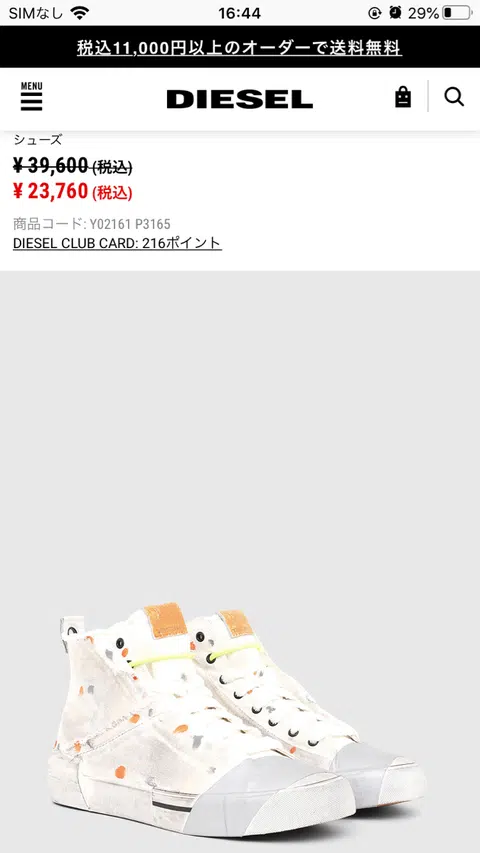 SIMなし 16:44 29%
税込11,000円以上のオーダーで送料無料
MENU
DIESEL
シューズ
¥ 39,600 (税込)
¥ 23,760 (税込)
商品コード: Y02161 P3165
DIESEL CLUB CARD: 216ポイント